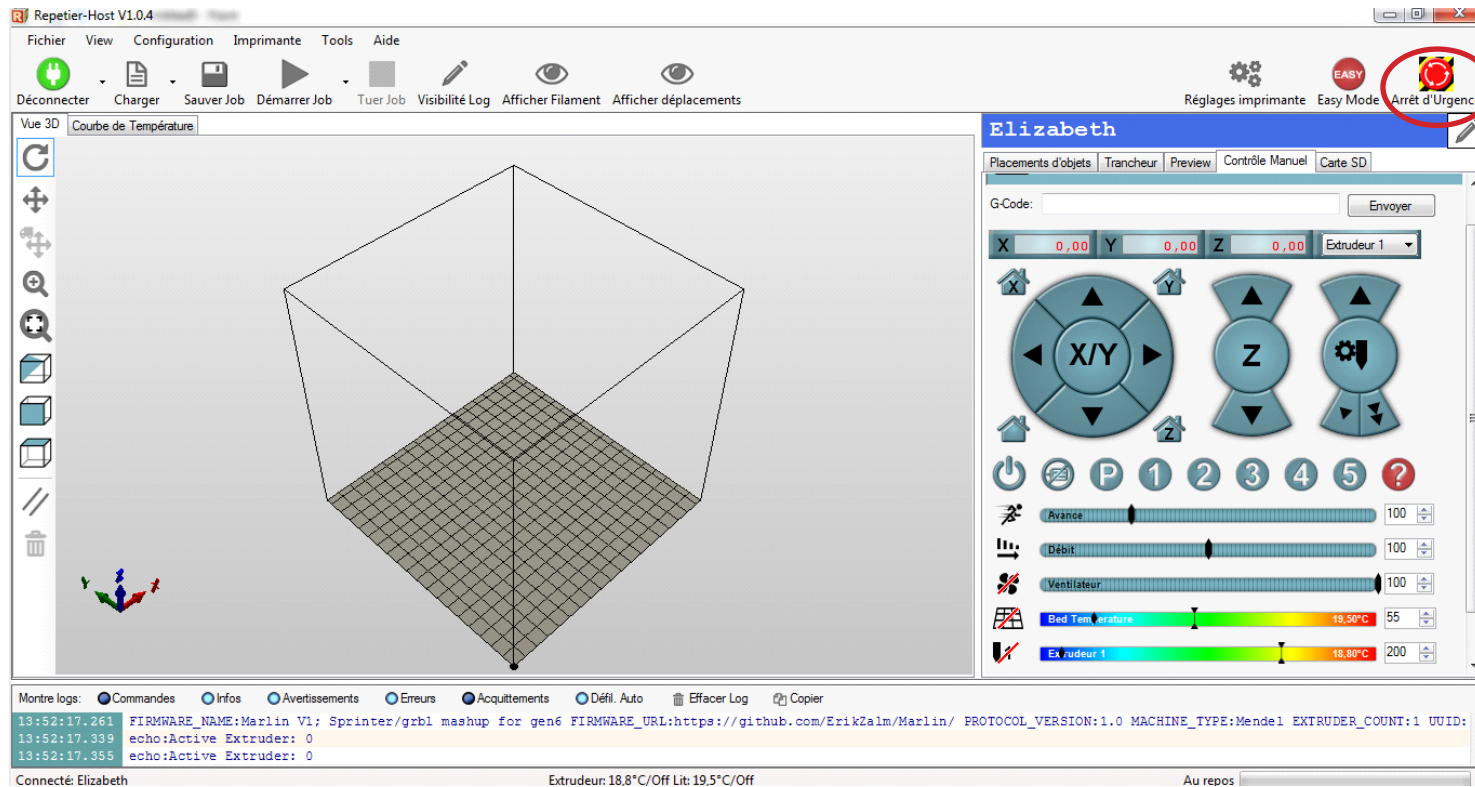 Repetier-Host V1.0.4
Fichier View Configuration Imprimante Tools Aide
Déconnecter Charger Sauver Job Démarrer Job Tuer Job Visibilité Log Afficher Filament Afficher déplacements Réglages imprimante Easy Mode Arrêt d'Urgenc
EASY
Vue 3D Courbe de Température
Elizabeth
Placements d'objets Trancheur Preview Contrôle Manuel Carte SD
G-Code: Envoyer
X 0,00 Y 0,00 Z 0,00 Extrudeur 1
X Y
X/Y Z
Z
P 1 2 3 4 5 ?
Avance 100
Débit 100
Ventilateur 100
Bed Température 19,50°C 55
Extrudeur 1 18,80°C 200
Y Z X
Montre logs: Commandes Infos Avertissements Erreurs Acquittements Défil. Auto Effacer Log Copier
13:52:17.261 FIRMWARE_NAME:Marlin V1; Sprinter/grbl mashup for gen6 FIRMWARE_URL:https://github.com/ErikZalm/Marlin/ PROTOCOL_VERSION:1.0 MACHINE_TYPE:Mendel EXTRUDER_COUNT:1 UUID:
13:52:17.339 echo:Active Extruder: 0
13:52:17.355 echo:Active Extruder: 0
Connecté: Elizabeth Extrudeur: 18,8°C/Off Lit: 19,5°C/Off Au repos